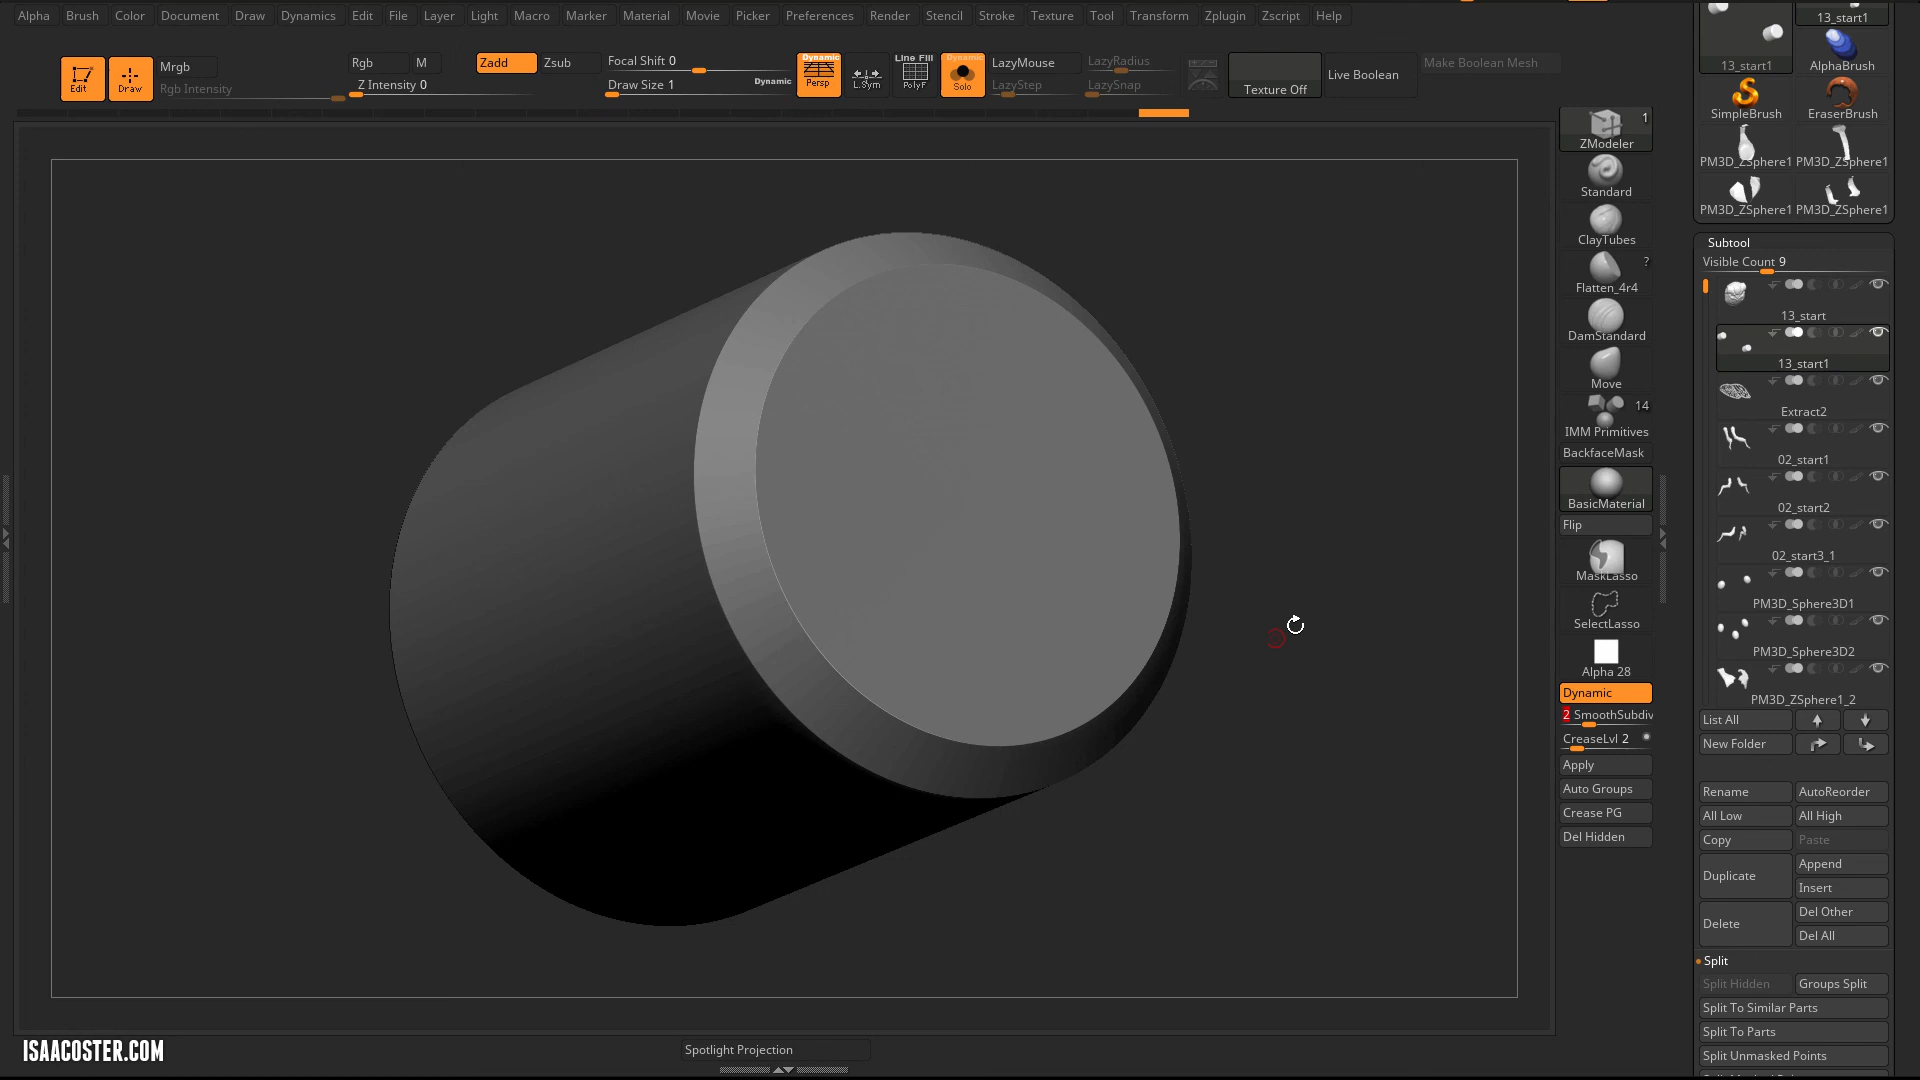 Alpha Brush Color Document Draw Dynamics Edit File Layer Light Macro Marker Material Movie Picker Preferences Render Stencil Stroke Texture Tool Transform Zplugin Zscript Help
Edit
Draw
Mrgb
Rgb Intensity
Rgb M
Z Intensity 0
Zadd Zsub
Focal Shift 0
Draw Size 1
Dynamic
Dynamic
Persp
L.Sym
Line Fill
PolyF
Dynamic
Solo
LazyMouse
LazyStep
LazyRadius
LazySnap
Texture Off
Live Boolean
Make Boolean Mesh
1
ZModeler
Standard
ClayTubes
?
Flatten_4r4
DamStandard
Move
14
IMM Primitives
BackfaceMask
BasicMaterial
Flip
MaskLasso
SelectLasso
Alpha 28
Dynamic
2 SmoothSubdiv
CreaseLvl 2
Apply
Auto Groups
Crease PG
Del Hidden
13_start1
13_start1
AlphaBrush
SimpleBrush
EraserBrush
PM3D_ZSphere1
PM3D_ZSphere1
PM3D_ZSphere1
PM3D_ZSphere1
Subtool
Visible Count 9
13_start
13_start1
Extract2
02_start1
02_start2
02_start3_1
PM3D_Sphere3D1
PM3D_Sphere3D2
PM3D_ZSphere1_2
List All
New Folder
Rename AutoReorder
All Low All High
Copy Paste
Duplicate
Append
Insert
Delete
Del Other
Del All
Split
Split Hidden Groups Split
Split To Similar Parts
Split To Parts
Split Unmasked Points
Spotlight Projection
ISAACOSTER.COM